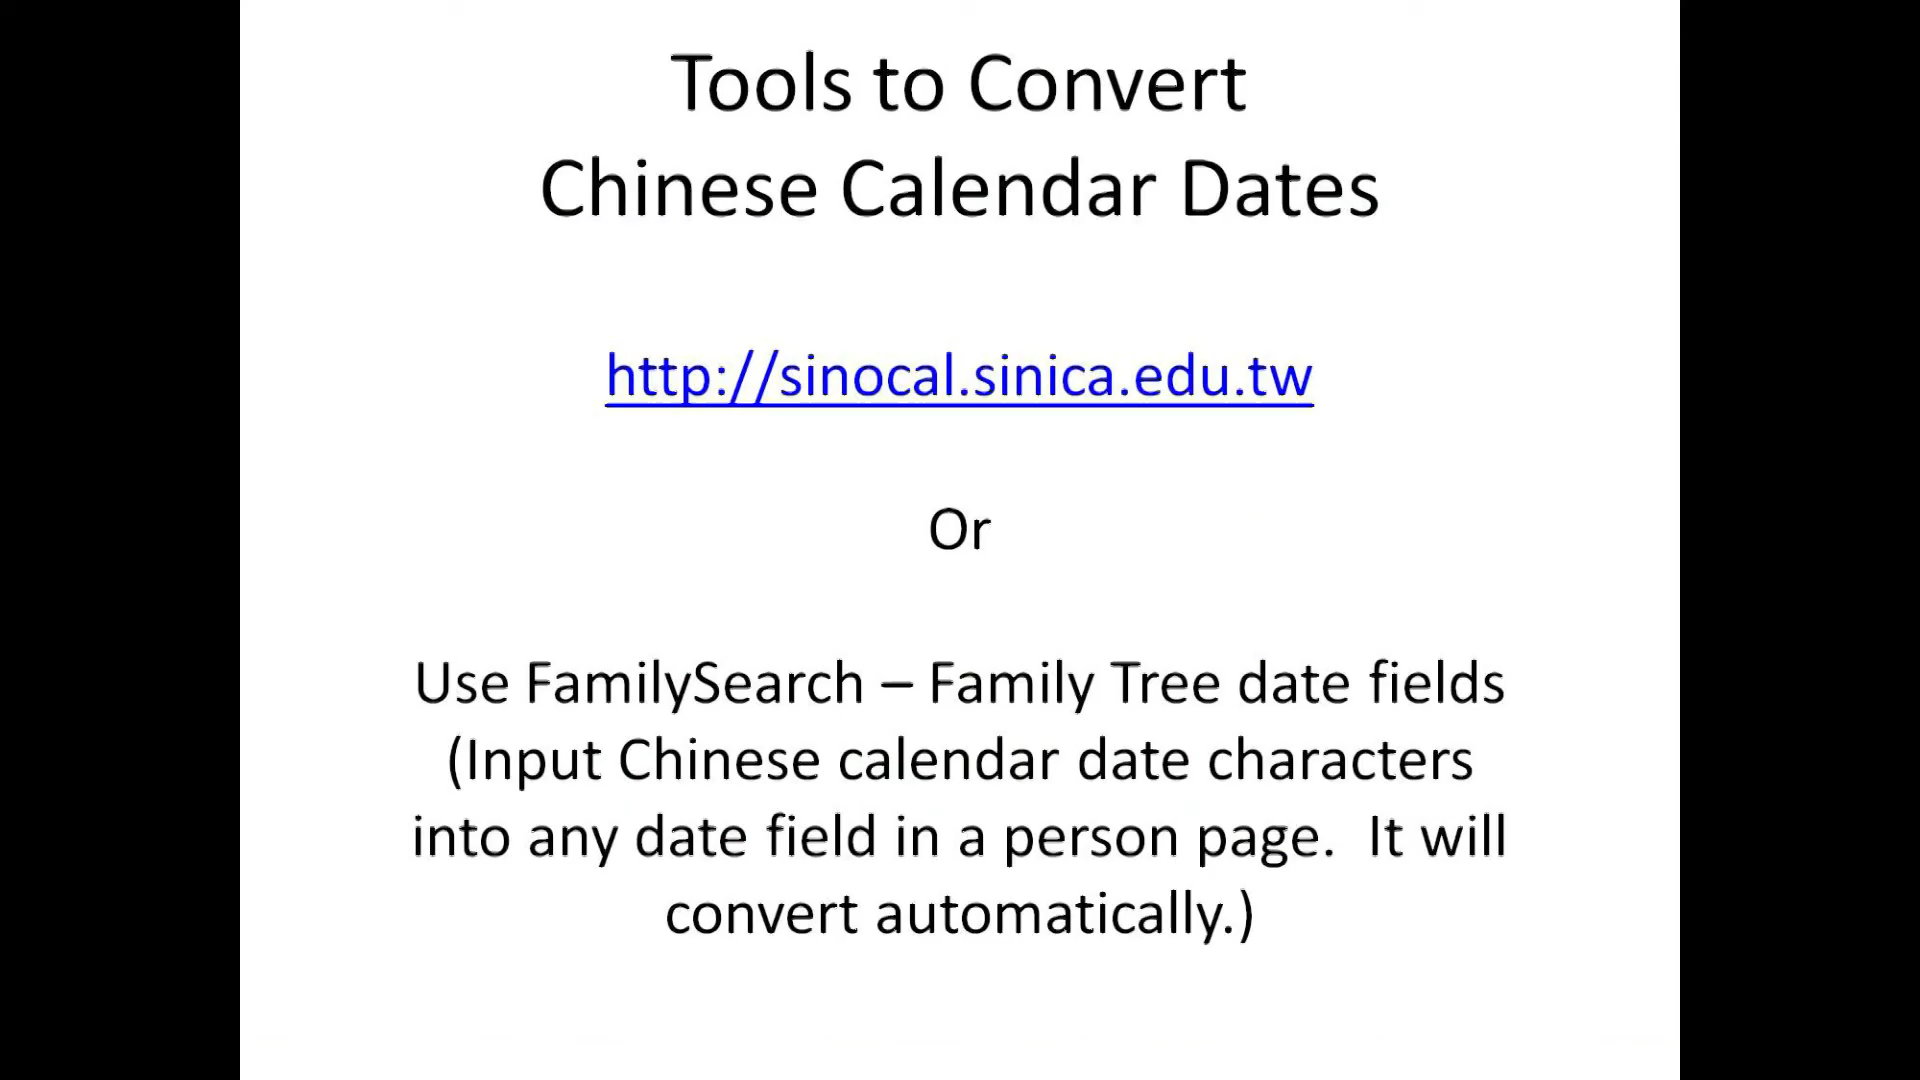 Tools to Convert
Chinese Calendar Dates
http://sinocal.sinica.edu.tw
Or
Use FamilySearch – Family Tree date fields
(Input Chinese calendar date characters
into any date field in a person page.  It will
convert automatically.)